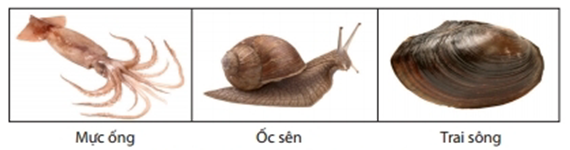 Mực ống
Ốc sên
Trai sông